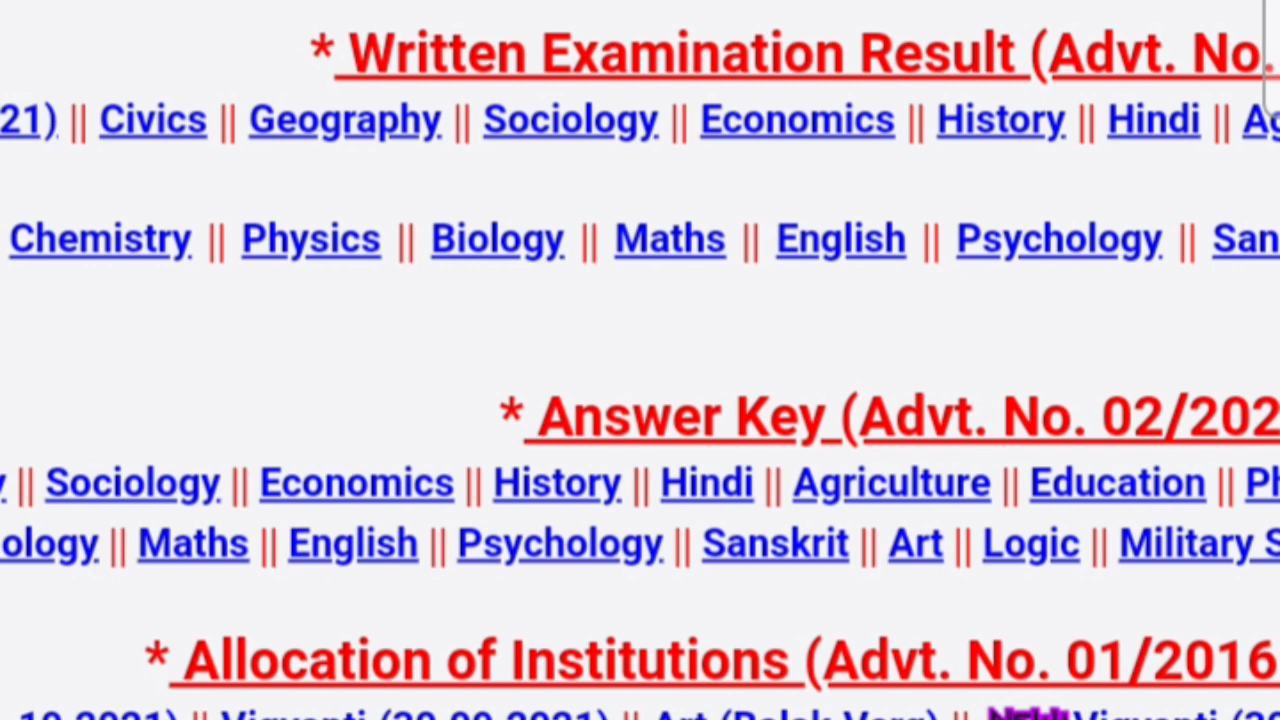 * Written Examination Result (Advt. No.
21) || Civics || Geography || Sociology || Economics || History || Hindi ||
Chemistry || Physics || Biology || Maths || English || Psychology || San
* Answer Key (Advt. No. 02/202
|| Sociology || Economics || History || Hindi || Agriculture || Education || Ph
ology || Maths || English || Psychology || Sanskrit || Art || Logic || Military S
* Allocation of Institutions (Advt. No. 01/2016